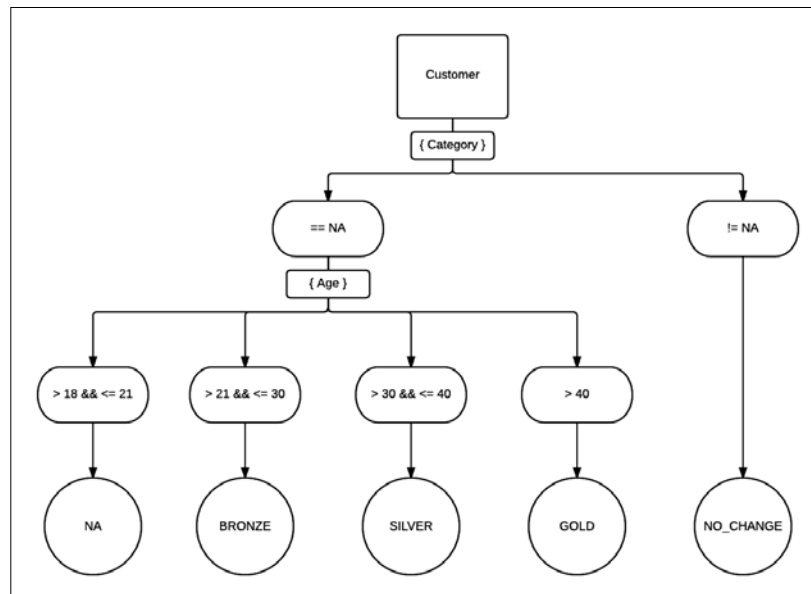 Customer
{ Category }
== NA
!= NA
{ Age }
> 18 && <= 21
> 21 && <= 30
> 30 && <= 40
> 40
NA
BRONZE
SILVER
GOLD
NO_CHANGE